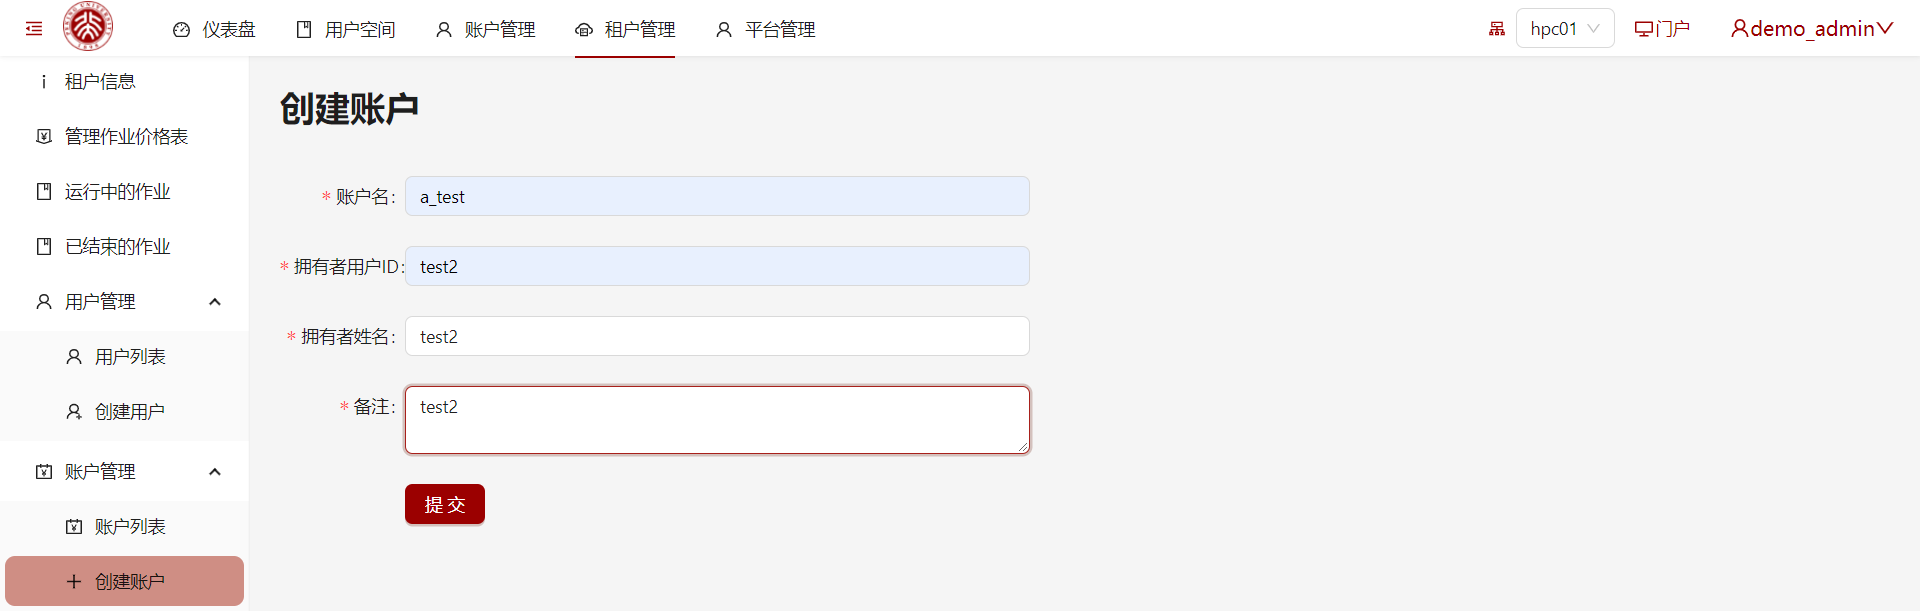 仪表盘 用户空间 账户管理 租户管理 平台管理 hpc01 门户 demo_admin
租户信息
管理作业价格表
运行中的作业
已结束的作业
用户管理
用户列表
创建用户
账户管理
账户列表
创建账户
创建账户
* 账户名: a_test
* 拥有者用户ID: test2
* 拥有者姓名: test2
* 备注: test2
提交